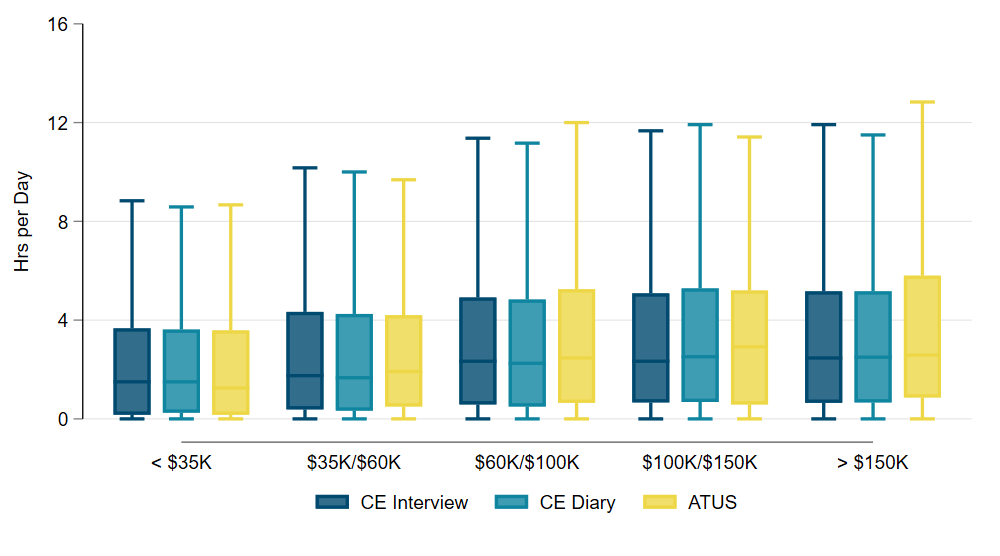 16
12
8
4
0
Hrs per Day
< $35K
$35K/$60K
$60K/$100K
$100K/$150K
> $150K
CE Interview
CE Diary
ATUS